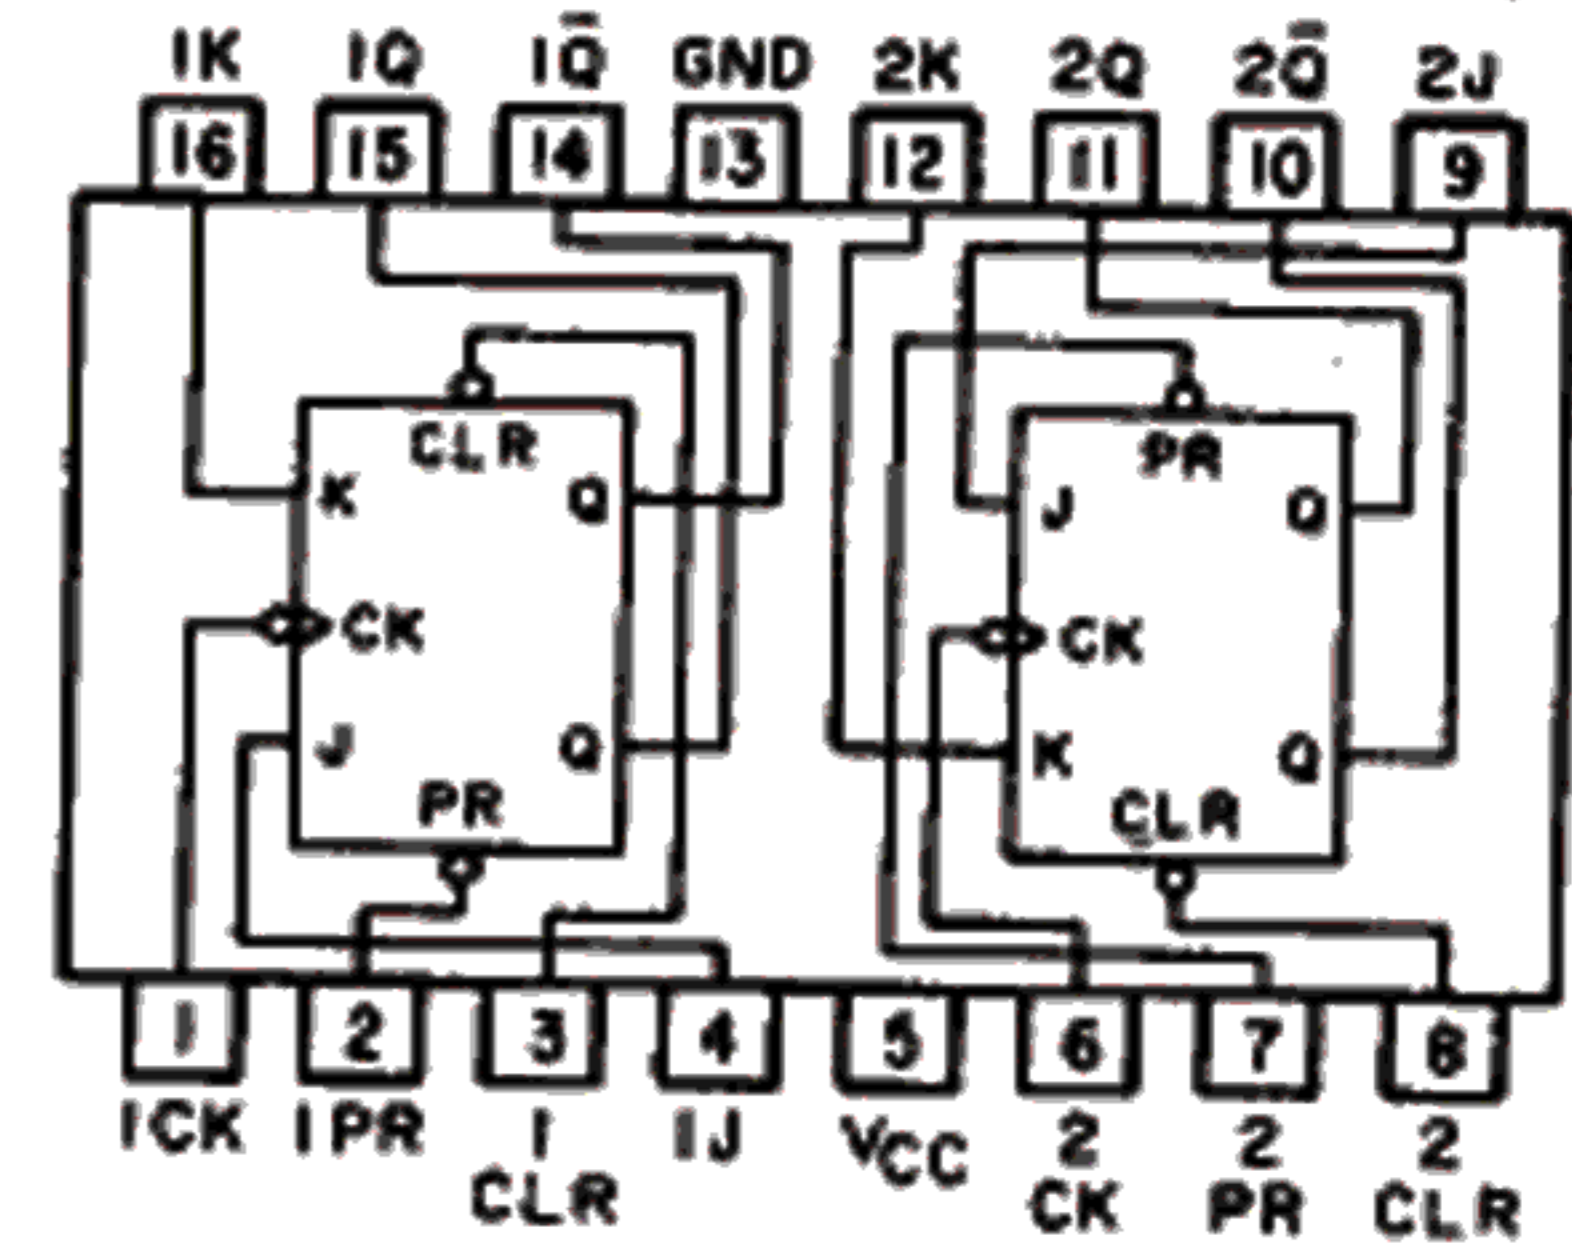 1K 1Q 1Q̄ GND 2K 2Q 2Q̄ 2J
16 15 14 13 12 11 10 9
CLR PR
K Q J Q
CK CK
J Q K Q
PR CLR
1 2 3 4 5 6 7 8
1CK 1PR 1 1J VCC 2 2 2
CLR CK PR CLR